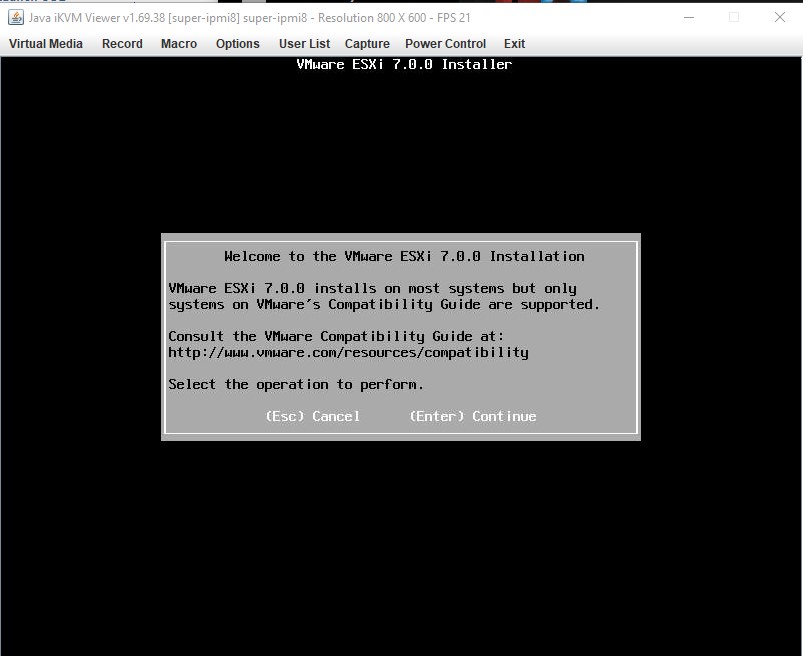 Java iKVM Viewer v1.69.38 [super-ipmi8] super-ipmi8 - Resolution 800 X 600 - FPS 21
Virtual Media Record Macro Options User List Capture Power Control Exit
VMware ESXi 7.0.0 Installer
Welcome to the VMware ESXi 7.0.0 Installation
VMware ESXi 7.0.0 installs on most systems but only
systems on VMware's Compatibility Guide are supported.
Consult the VMware Compatibility Guide at:
http://www.vmware.com/resources/compatibility
Select the operation to perform.
(Esc) Cancel (Enter) Continue